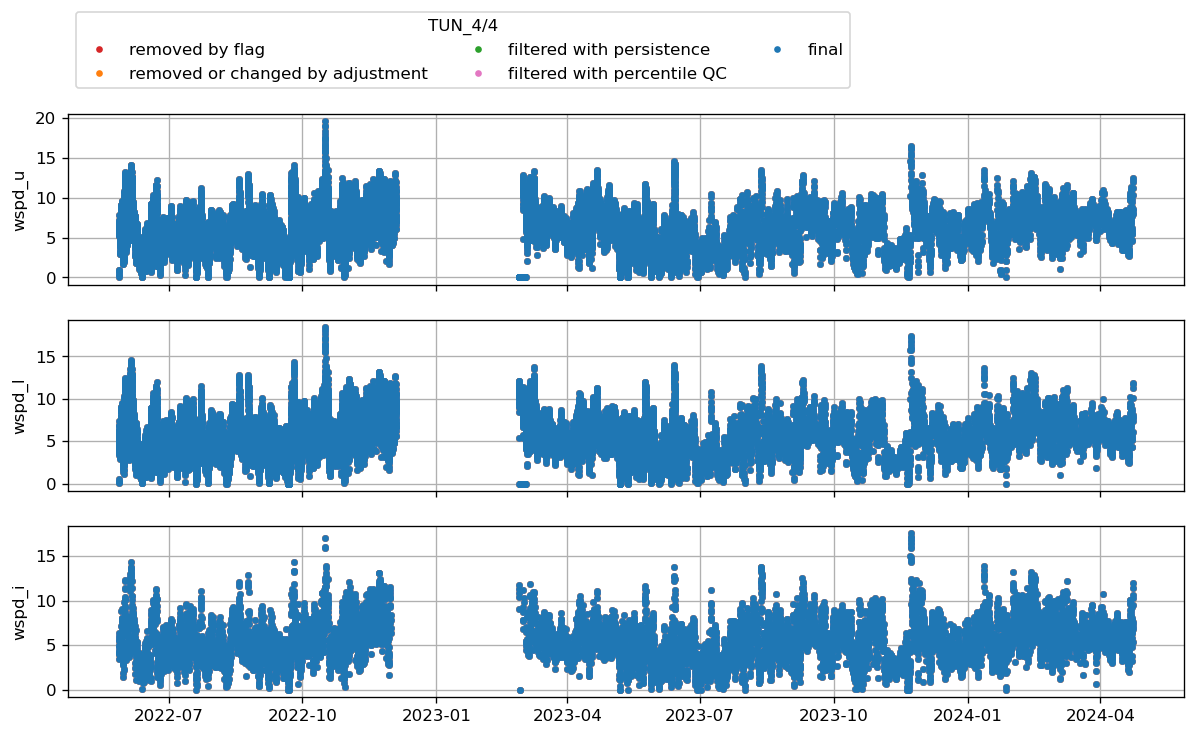 TUN_4/4
removed by flag
filtered with persistence
final
removed or changed by adjustment
filtered with percentile QC
20
15
10
5
0
wspd_u
15
10
5
0
wspd_l
15
10
5
0
wspd_i
2022-07
2022-10
2023-01
2023-04
2023-07
2023-10
2024-01
2024-04